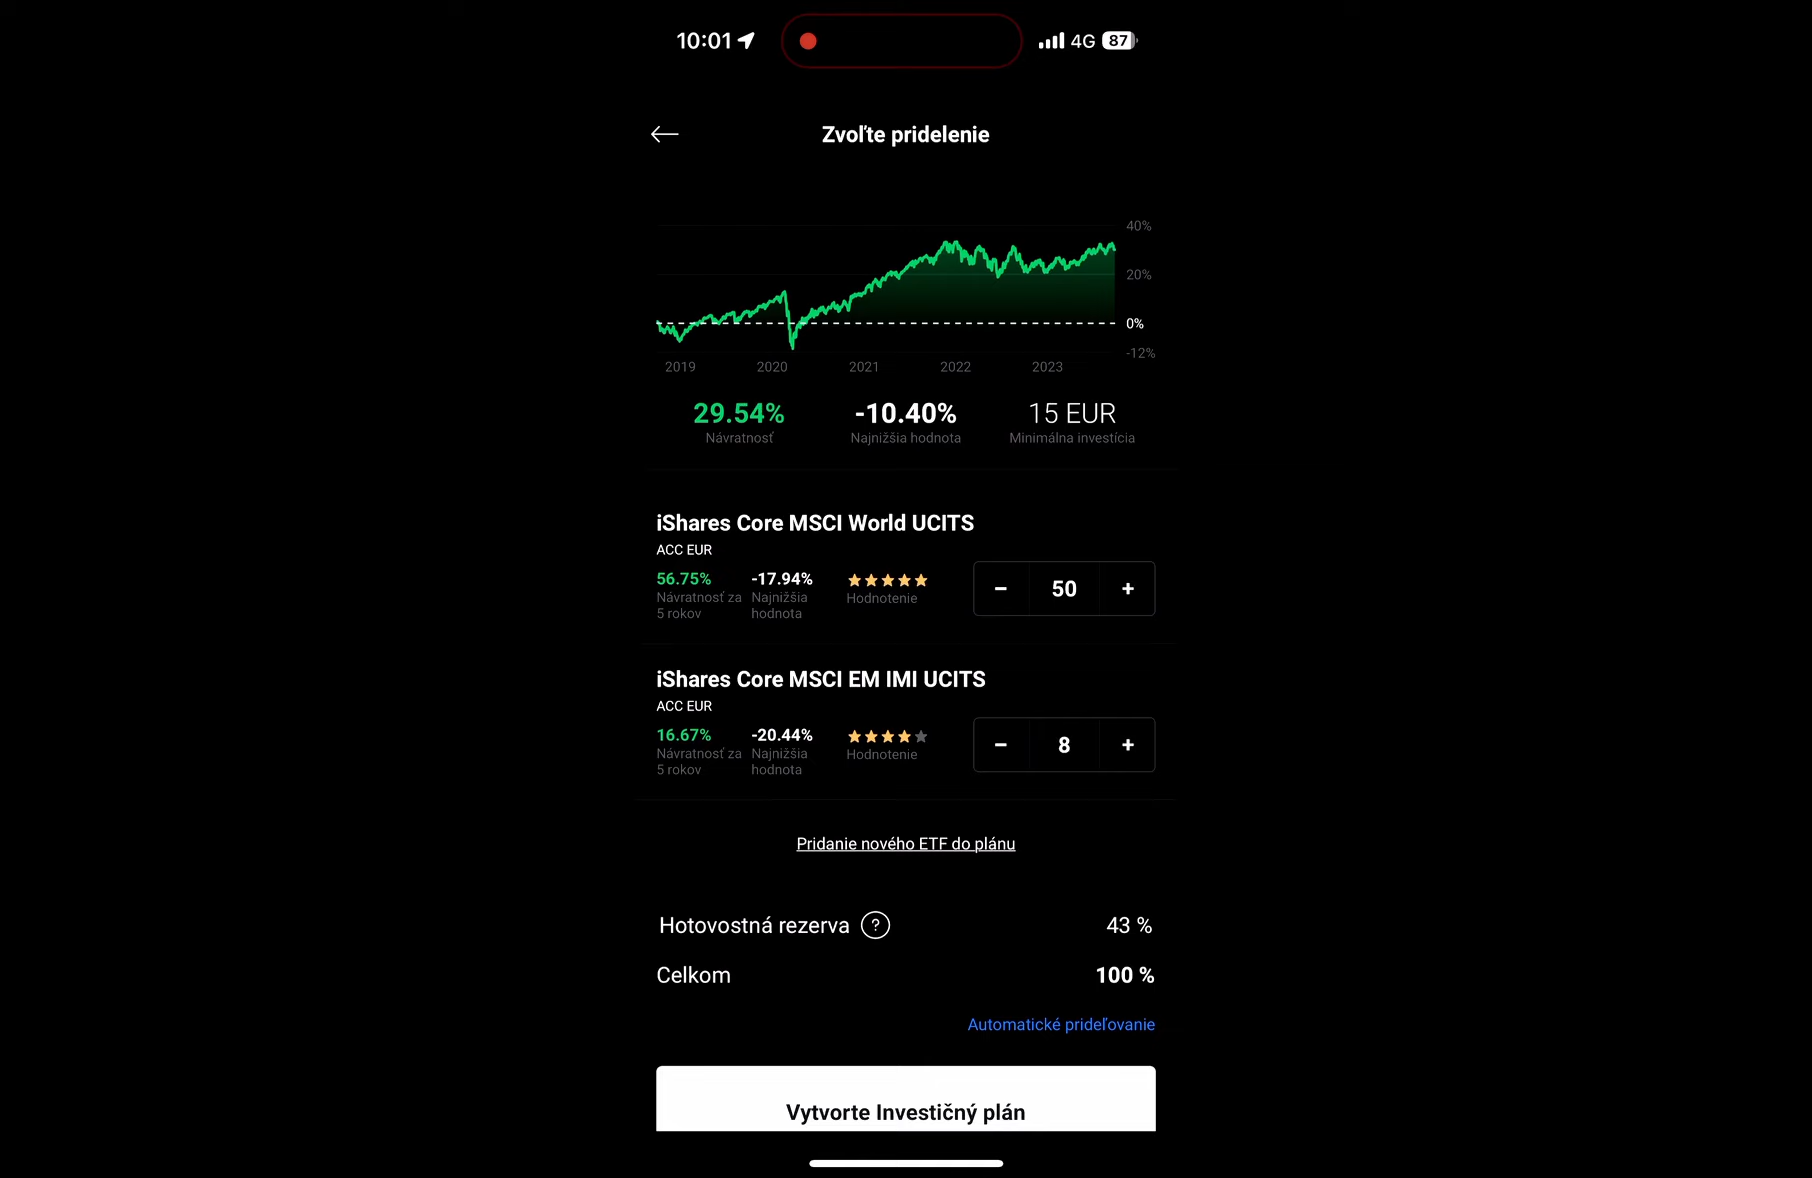 10:01 4G 87
Zvoľte pridelenie
40%
20%
0%
-12%
2019 2020 2021 2022 2023
29.54% -10.40% 15 EUR
Návratnosť Najnižšia hodnota Minimálna investícia
iShares Core MSCI World UCITS
ACC EUR
56.75% -17.94%
Návratnosť za Najnižšia Hodnotenie
5 rokov hodnota
- 50 +
iShares Core MSCI EM IMI UCITS
ACC EUR
16.67% -20.44%
Návratnosť za Najnižšia Hodnotenie
5 rokov hodnota
- 8 +
Pridanie nového ETF do plánu
Hotovostná rezerva ? 43 %
Celkom 100 %
Automatické prideľovanie
Vytvorte Investičný plán